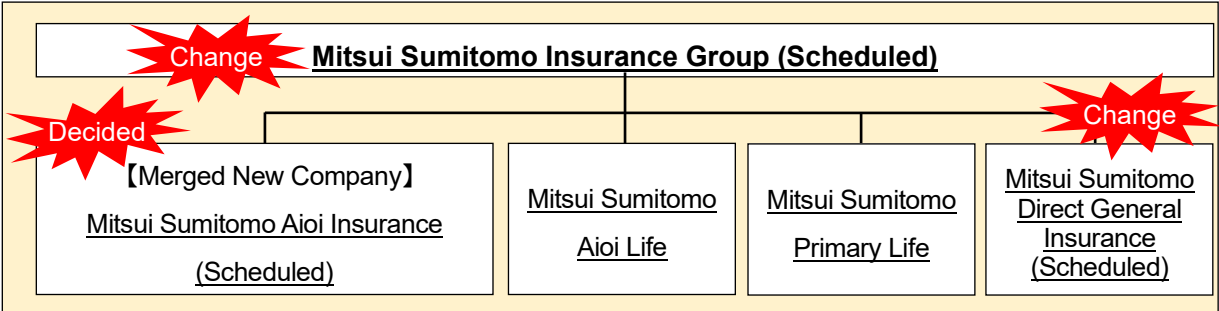 Change
Mitsui Sumitomo Insurance Group (Scheduled)
Decided
Change
【Merged New Company】
Mitsui Sumitomo Aioi Insurance
(Scheduled)
Mitsui Sumitomo
Aioi Life
Mitsui Sumitomo
Primary Life
Mitsui Sumitomo
Direct General
Insurance
(Scheduled)